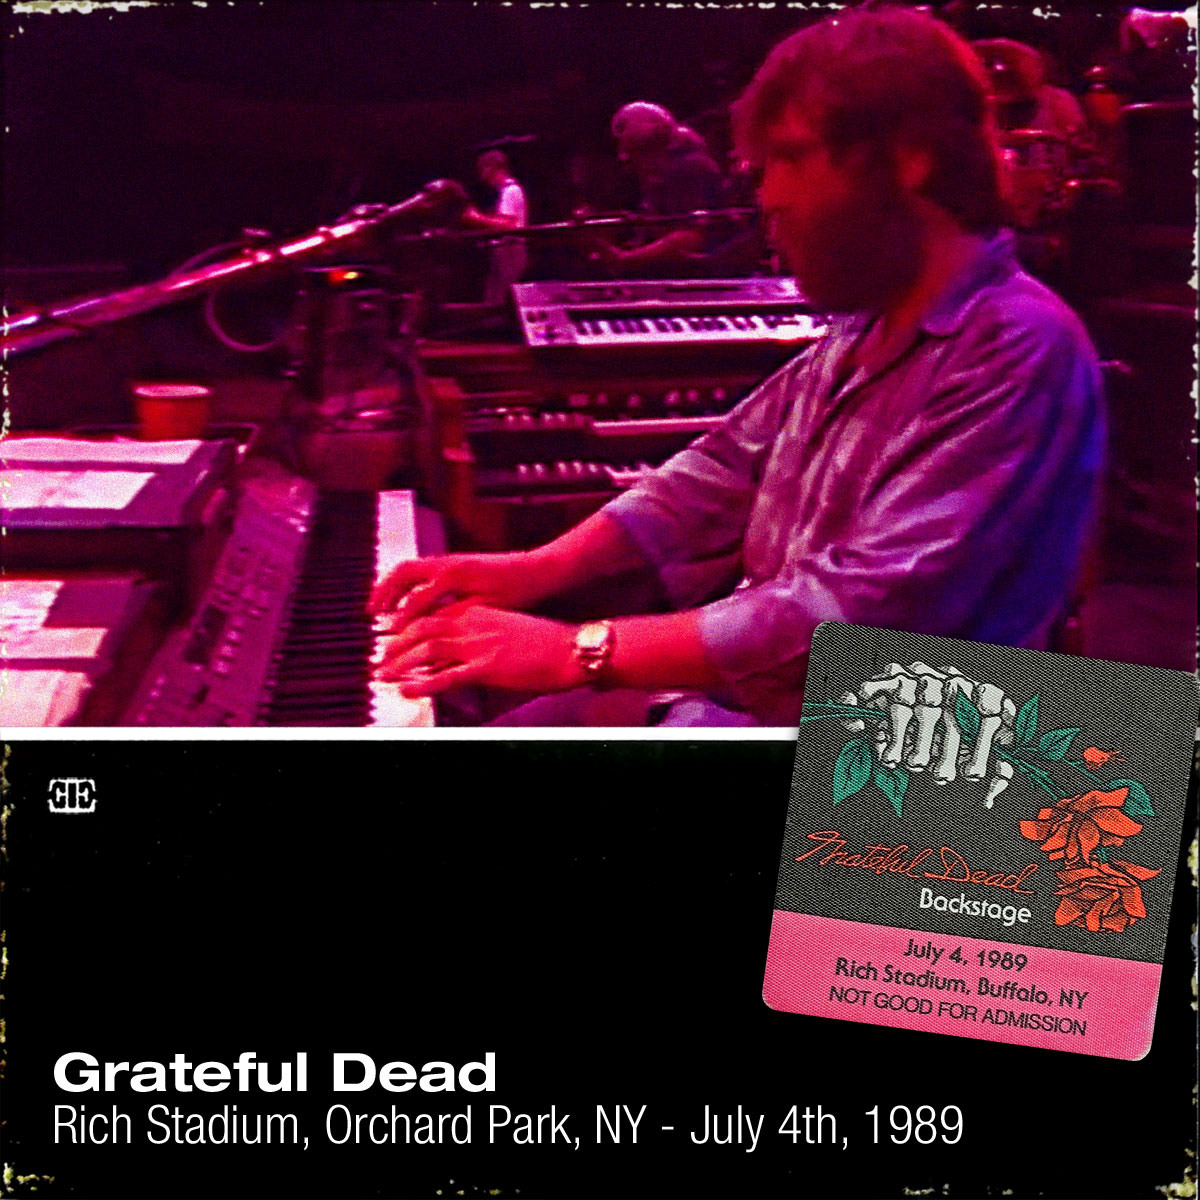 Grateful Dead
Backstage
July 4, 1989
Rich Stadium, Buffalo, NY
NOT GOOD FOR ADMISSION
Grateful Dead
Rich Stadium, Orchard Park, NY - July 4th, 1989